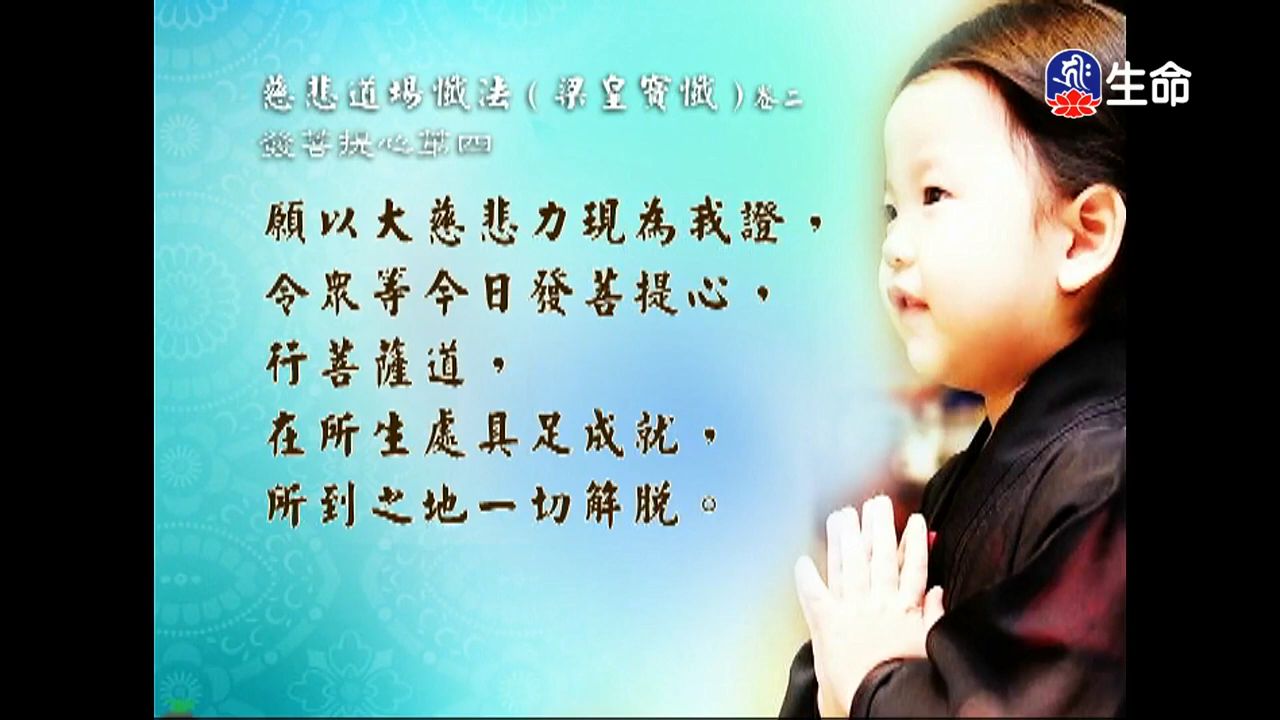 慈悲道場懺法(梁皇寶懺)卷二
發菩提心第四
願以大慈悲力現為我證，
令眾等今日發菩提心，
行菩薩道，
在所生處具足成就，
所到之地一切解脫。
生命